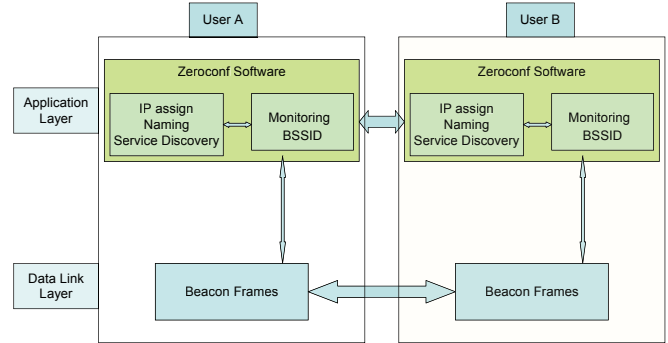 User A
User B
Zeroconf Software
Zeroconf Software
Application
Layer
IP assign
Naming
Service Discovery
Monitoring
BSSID
IP assign
Naming
Service Discovery
Monitoring
BSSID
Data Link
Layer
Beacon Frames
Beacon Frames